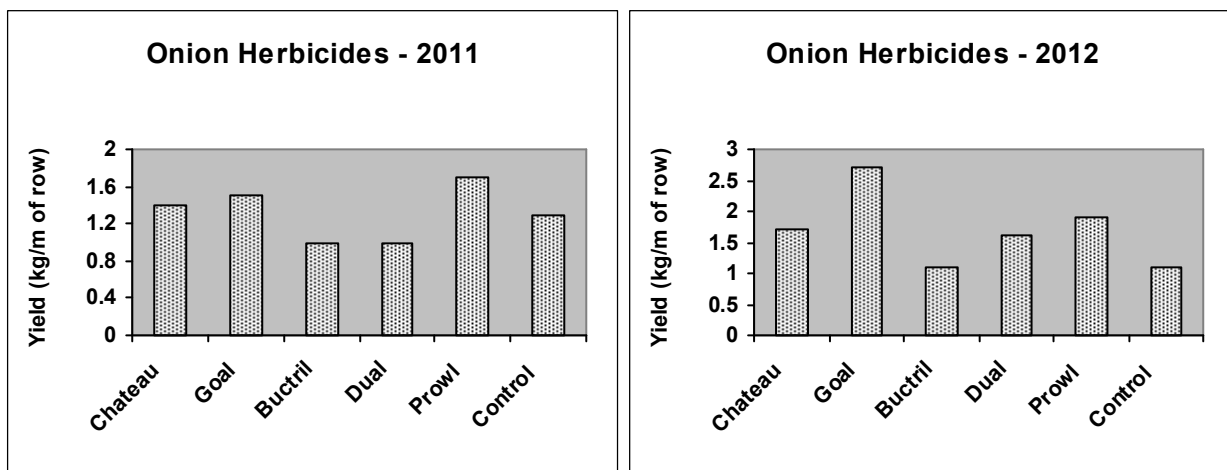 Onion Herbicides - 2011
Yield (kg/m of row)
2
1.6
1.2
0.8
0.4
0
Chateau
Goal
Buctril
Dual
Prowl
Control
Onion Herbicides - 2012
Yield (kg/m of row)
3
2.5
2
1.5
1
0.5
0
Chateau
Goal
Buctril
Dual
Prowl
Control